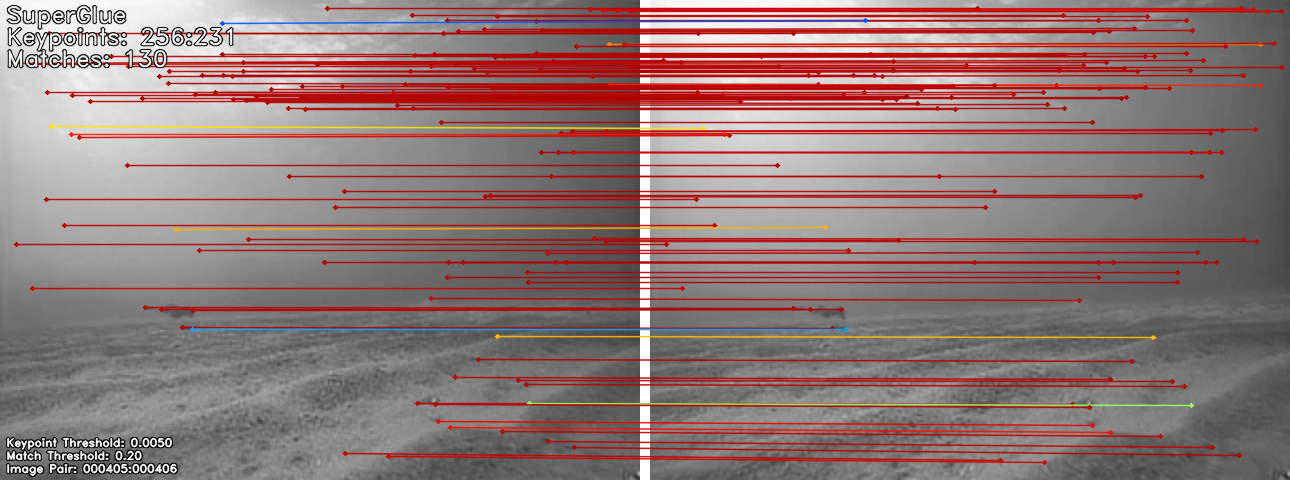 SuperGlue
Keypoints: 256:231
Matches: 130
Keypoint Threshold: 0.0050
Match Threshold: 0.20
Image Pair: 000405:000406